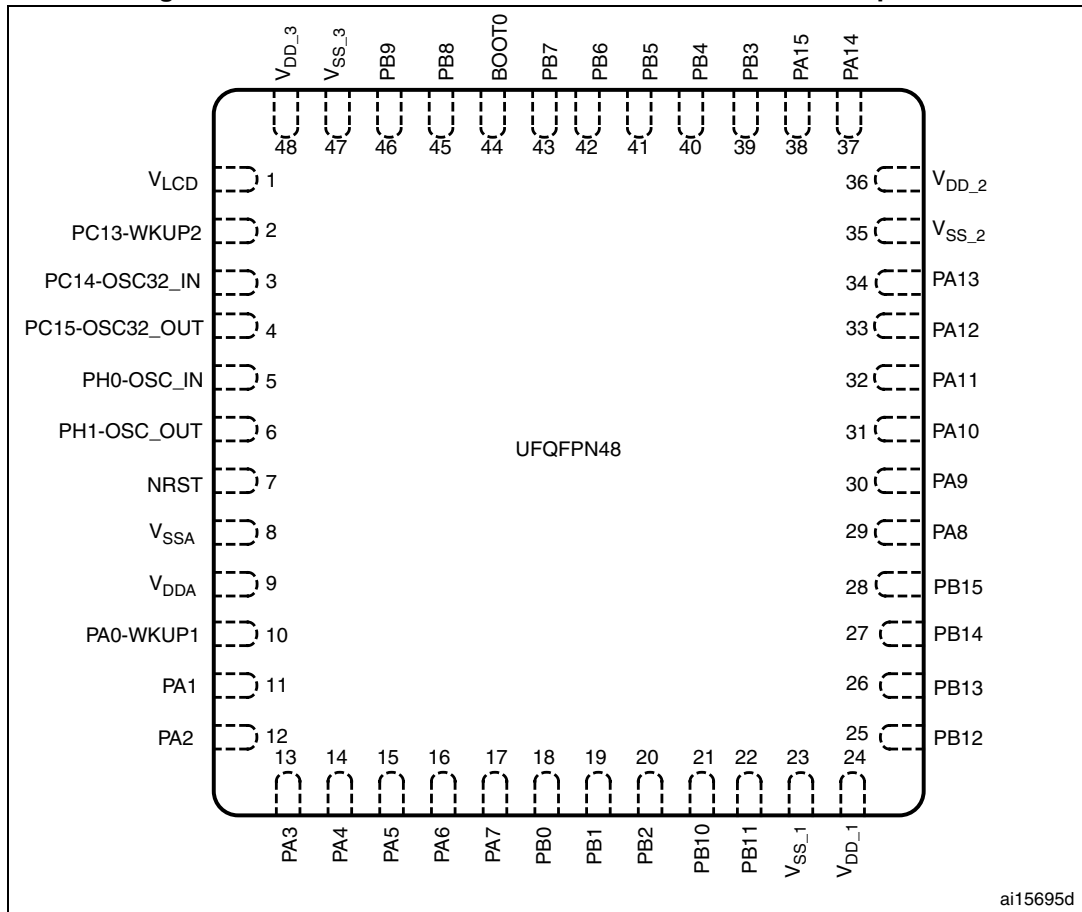 V_DD_3 V_SS_3 PB9 PB8 BOOT0 PB7 PB6 PB5 PB4 PB3 PA15 PA14
48 47 46 45 44 43 42 41 40 39 38 37
VLCD 1 36 VDD_2
PC13-WKUP2 2 35 VSS_2
PC14-OSC32_IN 3 34 PA13
PC15-OSC32_OUT 4 33 PA12
PH0-OSC_IN 5 32 PA11
PH1-OSC_OUT 6 31 PA10
UFQFPN48
NRST 7 30 PA9
VSSA 8 29 PA8
VDDA 9 28 PB15
PA0-WKUP1 10 27 PB14
PA1 11 26 PB13
PA2 12 25 PB12
13 14 15 16 17 18 19 20 21 22 23 24
PA3 PA4 PA5 PA6 PA7 PB0 PB1 PB2 PB10 PB11 VSS_1 VDD_1
ai15695d